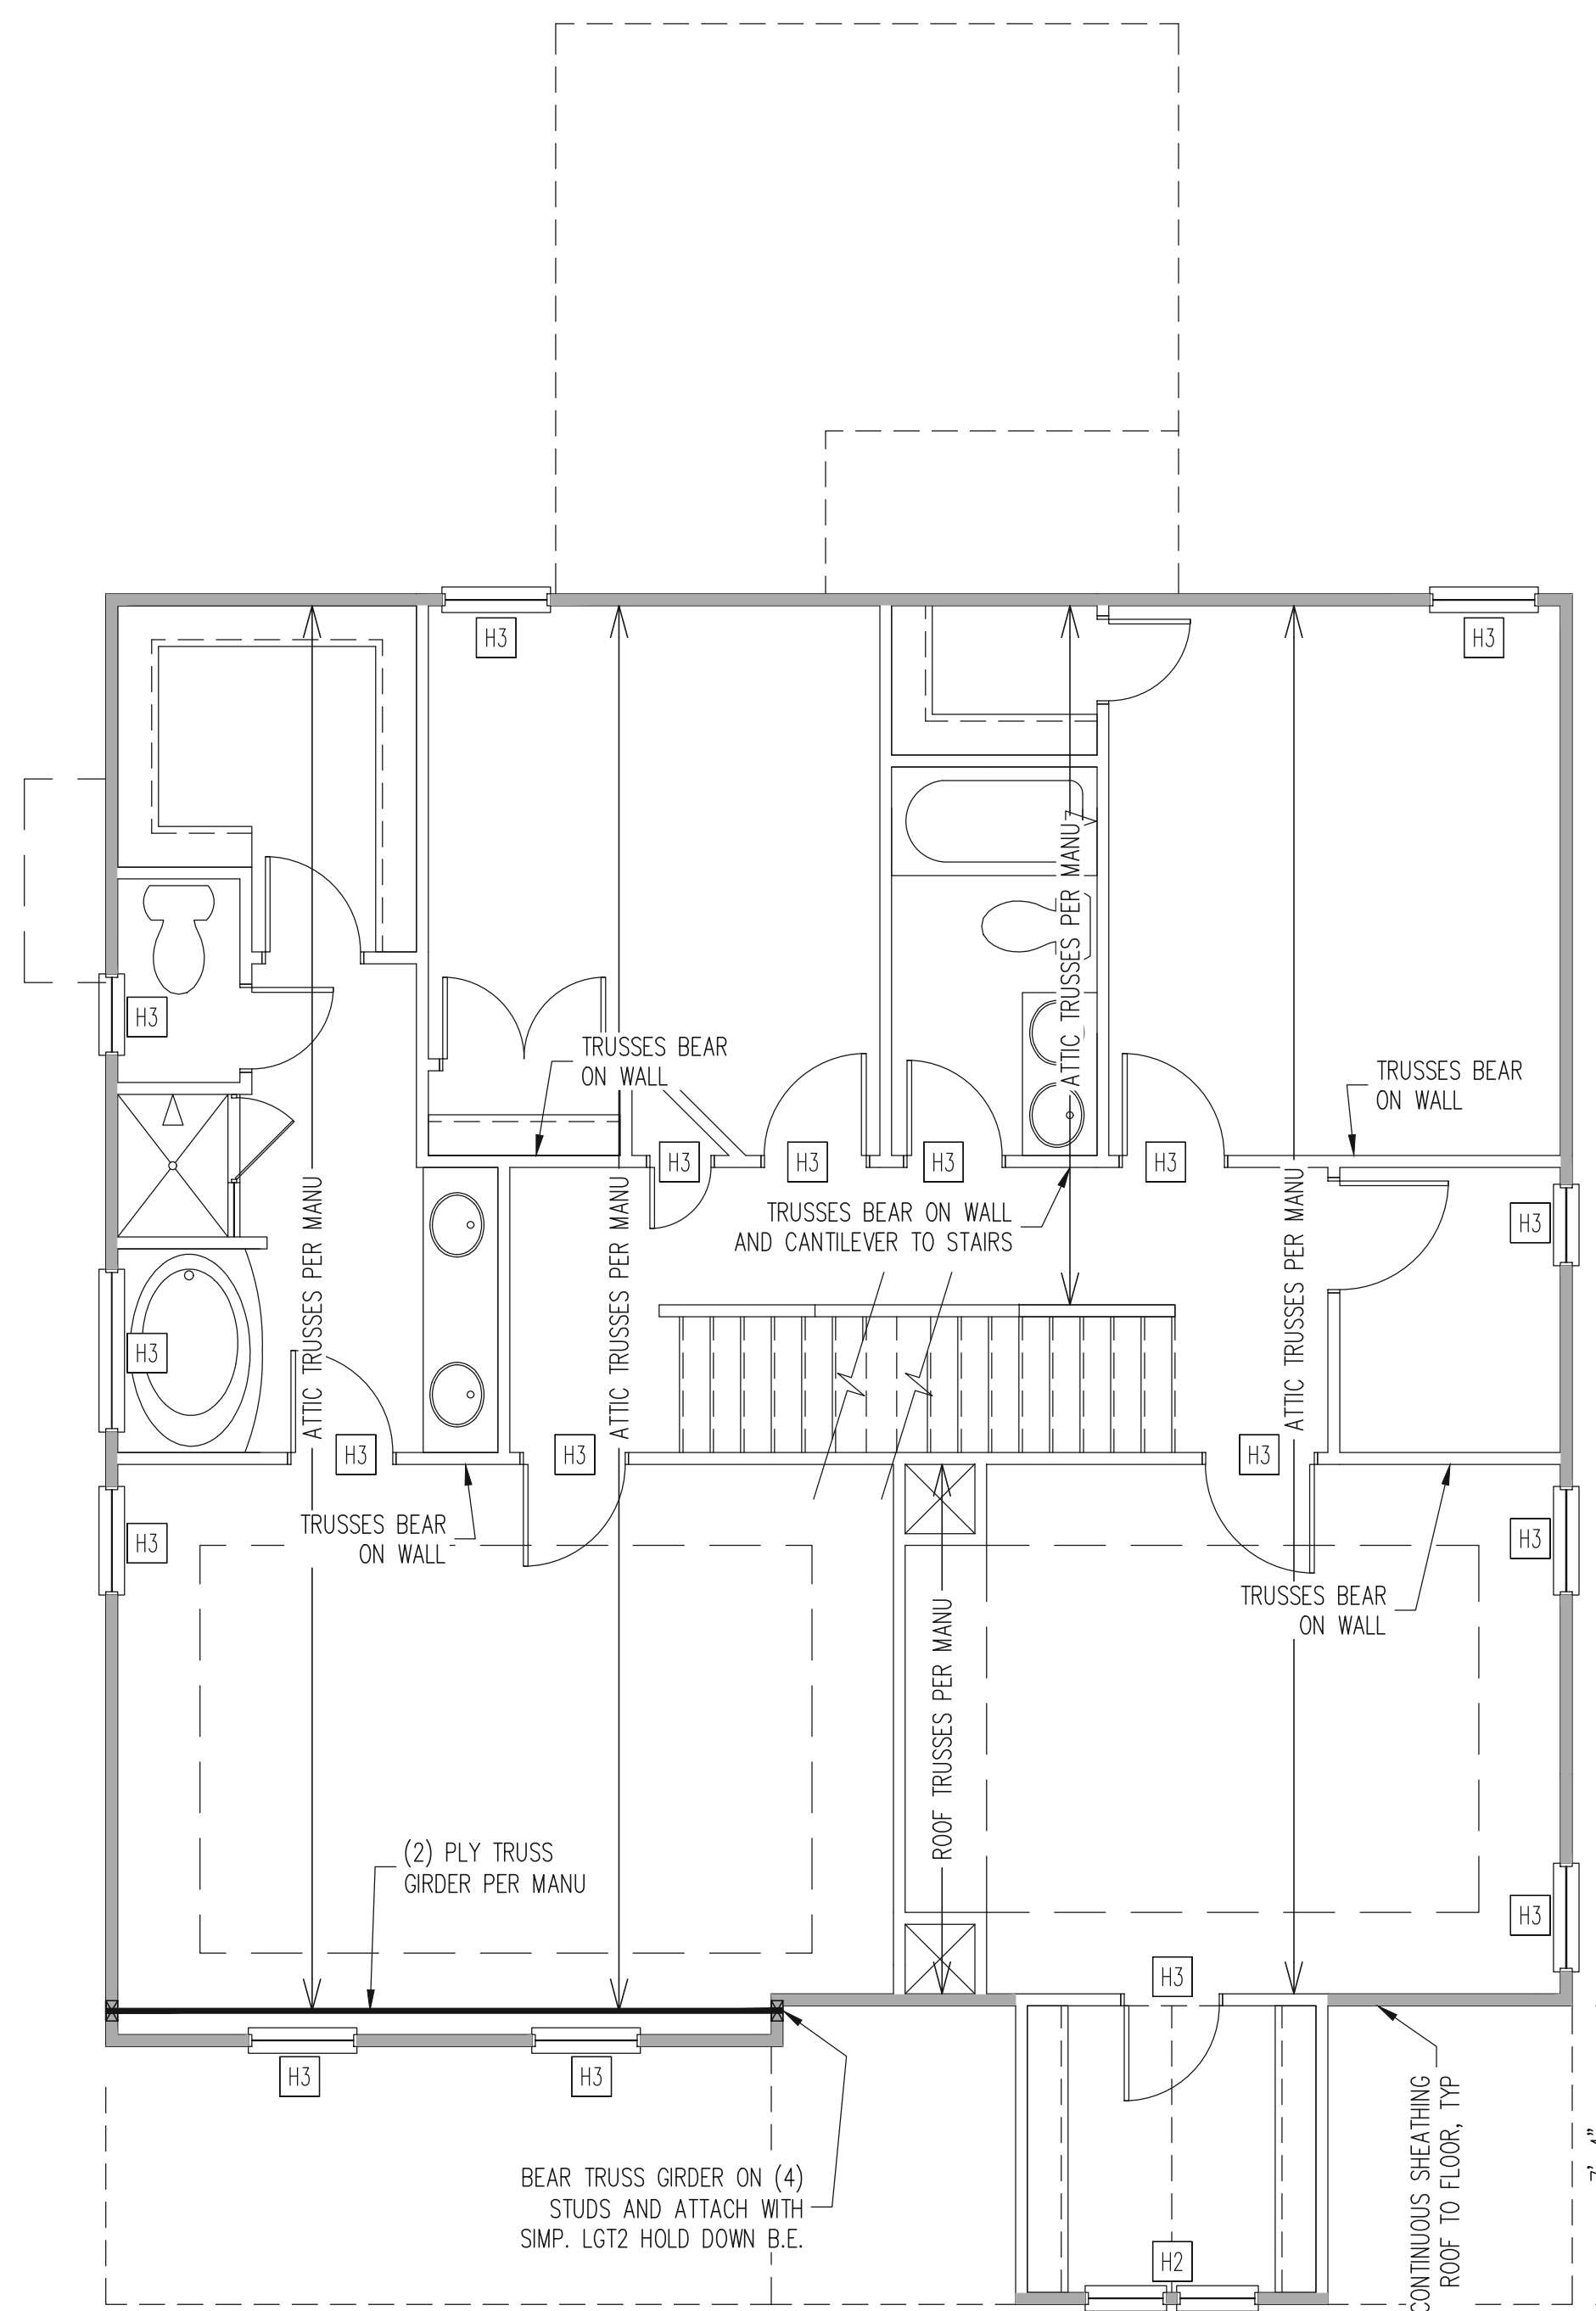 H3
H3
ATTIC TRUSSES PER MANU
H3
TRUSSES BEAR
ON WALL
TRUSSES BEAR
ON WALL
H3
H3
H3
H3
ATTIC TRUSSES PER MANU
ATTIC TRUSSES PER MANU
ATTIC TRUSSES PER MANU
H3
TRUSSES BEAR ON WALL
AND CANTILEVER TO STAIRS
H3
H3
H3
H3
H3
TRUSSES BEAR
ON WALL
H3
TRUSSES BEAR
ON WALL
ROOF TRUSSES PER MANU
(2) PLY TRUSS
GIRDER PER MANU
H3
H3
H3
H3
CONTINUOUS SHEATHING
ROOF TO FLOOR, TYP
7'-4"
BEAR TRUSS GIRDER ON (4)
STUDS AND ATTACH WITH
SIMP. LGT2 HOLD DOWN B.E.
H2